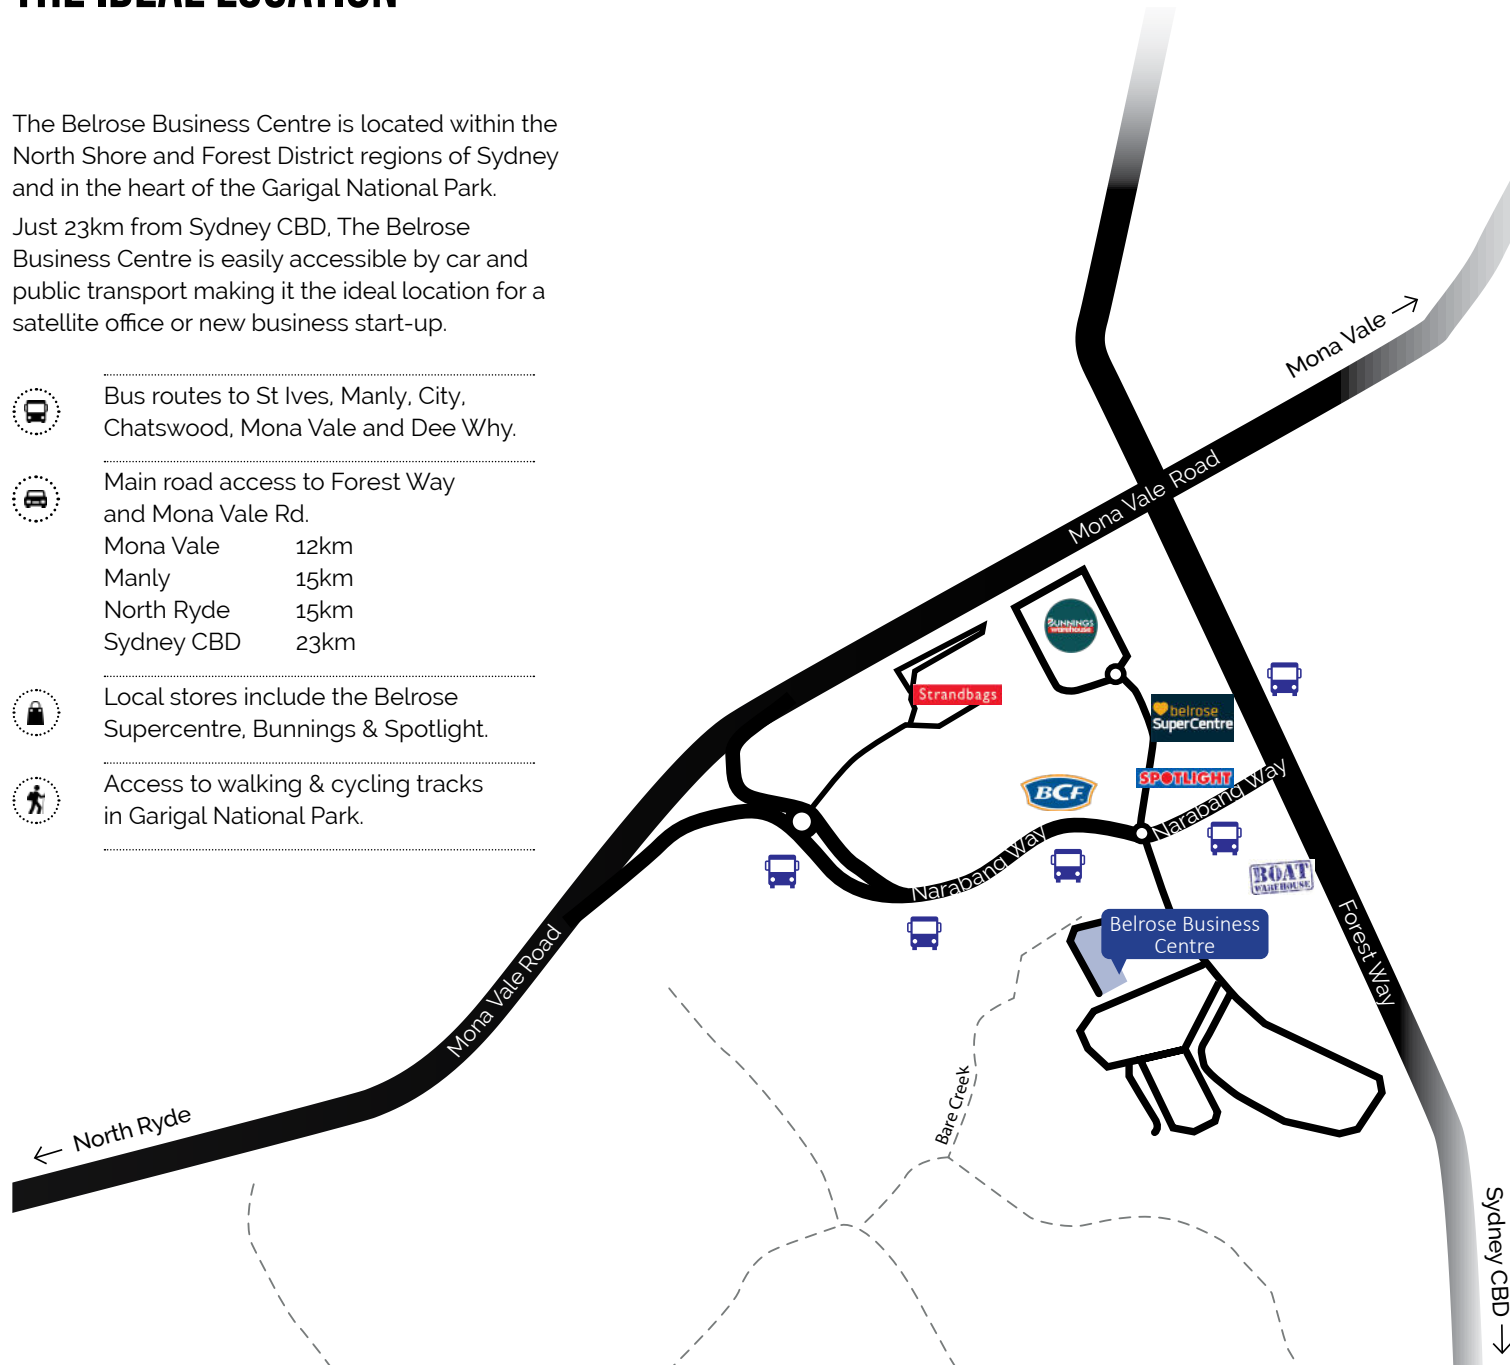 THE IDEAL LOCATION
The Belrose Business Centre is located within the
North Shore and Forest District regions of Sydney
and in the heart of the Garigal National Park.
Just 23km from Sydney CBD, The Belrose
Business Centre is easily accessible by car and
public transport making it the ideal location for a
satellite office or new business start-up.
Bus routes to St Ives, Manly, City,
Chatswood, Mona Vale and Dee Why.
Main road access to Forest Way
and Mona Vale Rd.
Mona Vale 12km
Manly 15km
North Ryde 15km
Sydney CBD 23km
Local stores include the Belrose
Supercentre, Bunnings & Spotlight.
Access to walking & cycling tracks
in Garigal National Park.
Mona Vale →
Mona Vale Road
BUNNINGS
warehouse
Strandbags
belrose
SuperCentre
SPOTLIGHT
BCF
Narabang Way
Narabang Way
BOAT
WAREHOUSE
Belrose Business
Centre
Forest Way
Mona Vale Road
Bare Creek
← North Ryde
Sydney CBD →